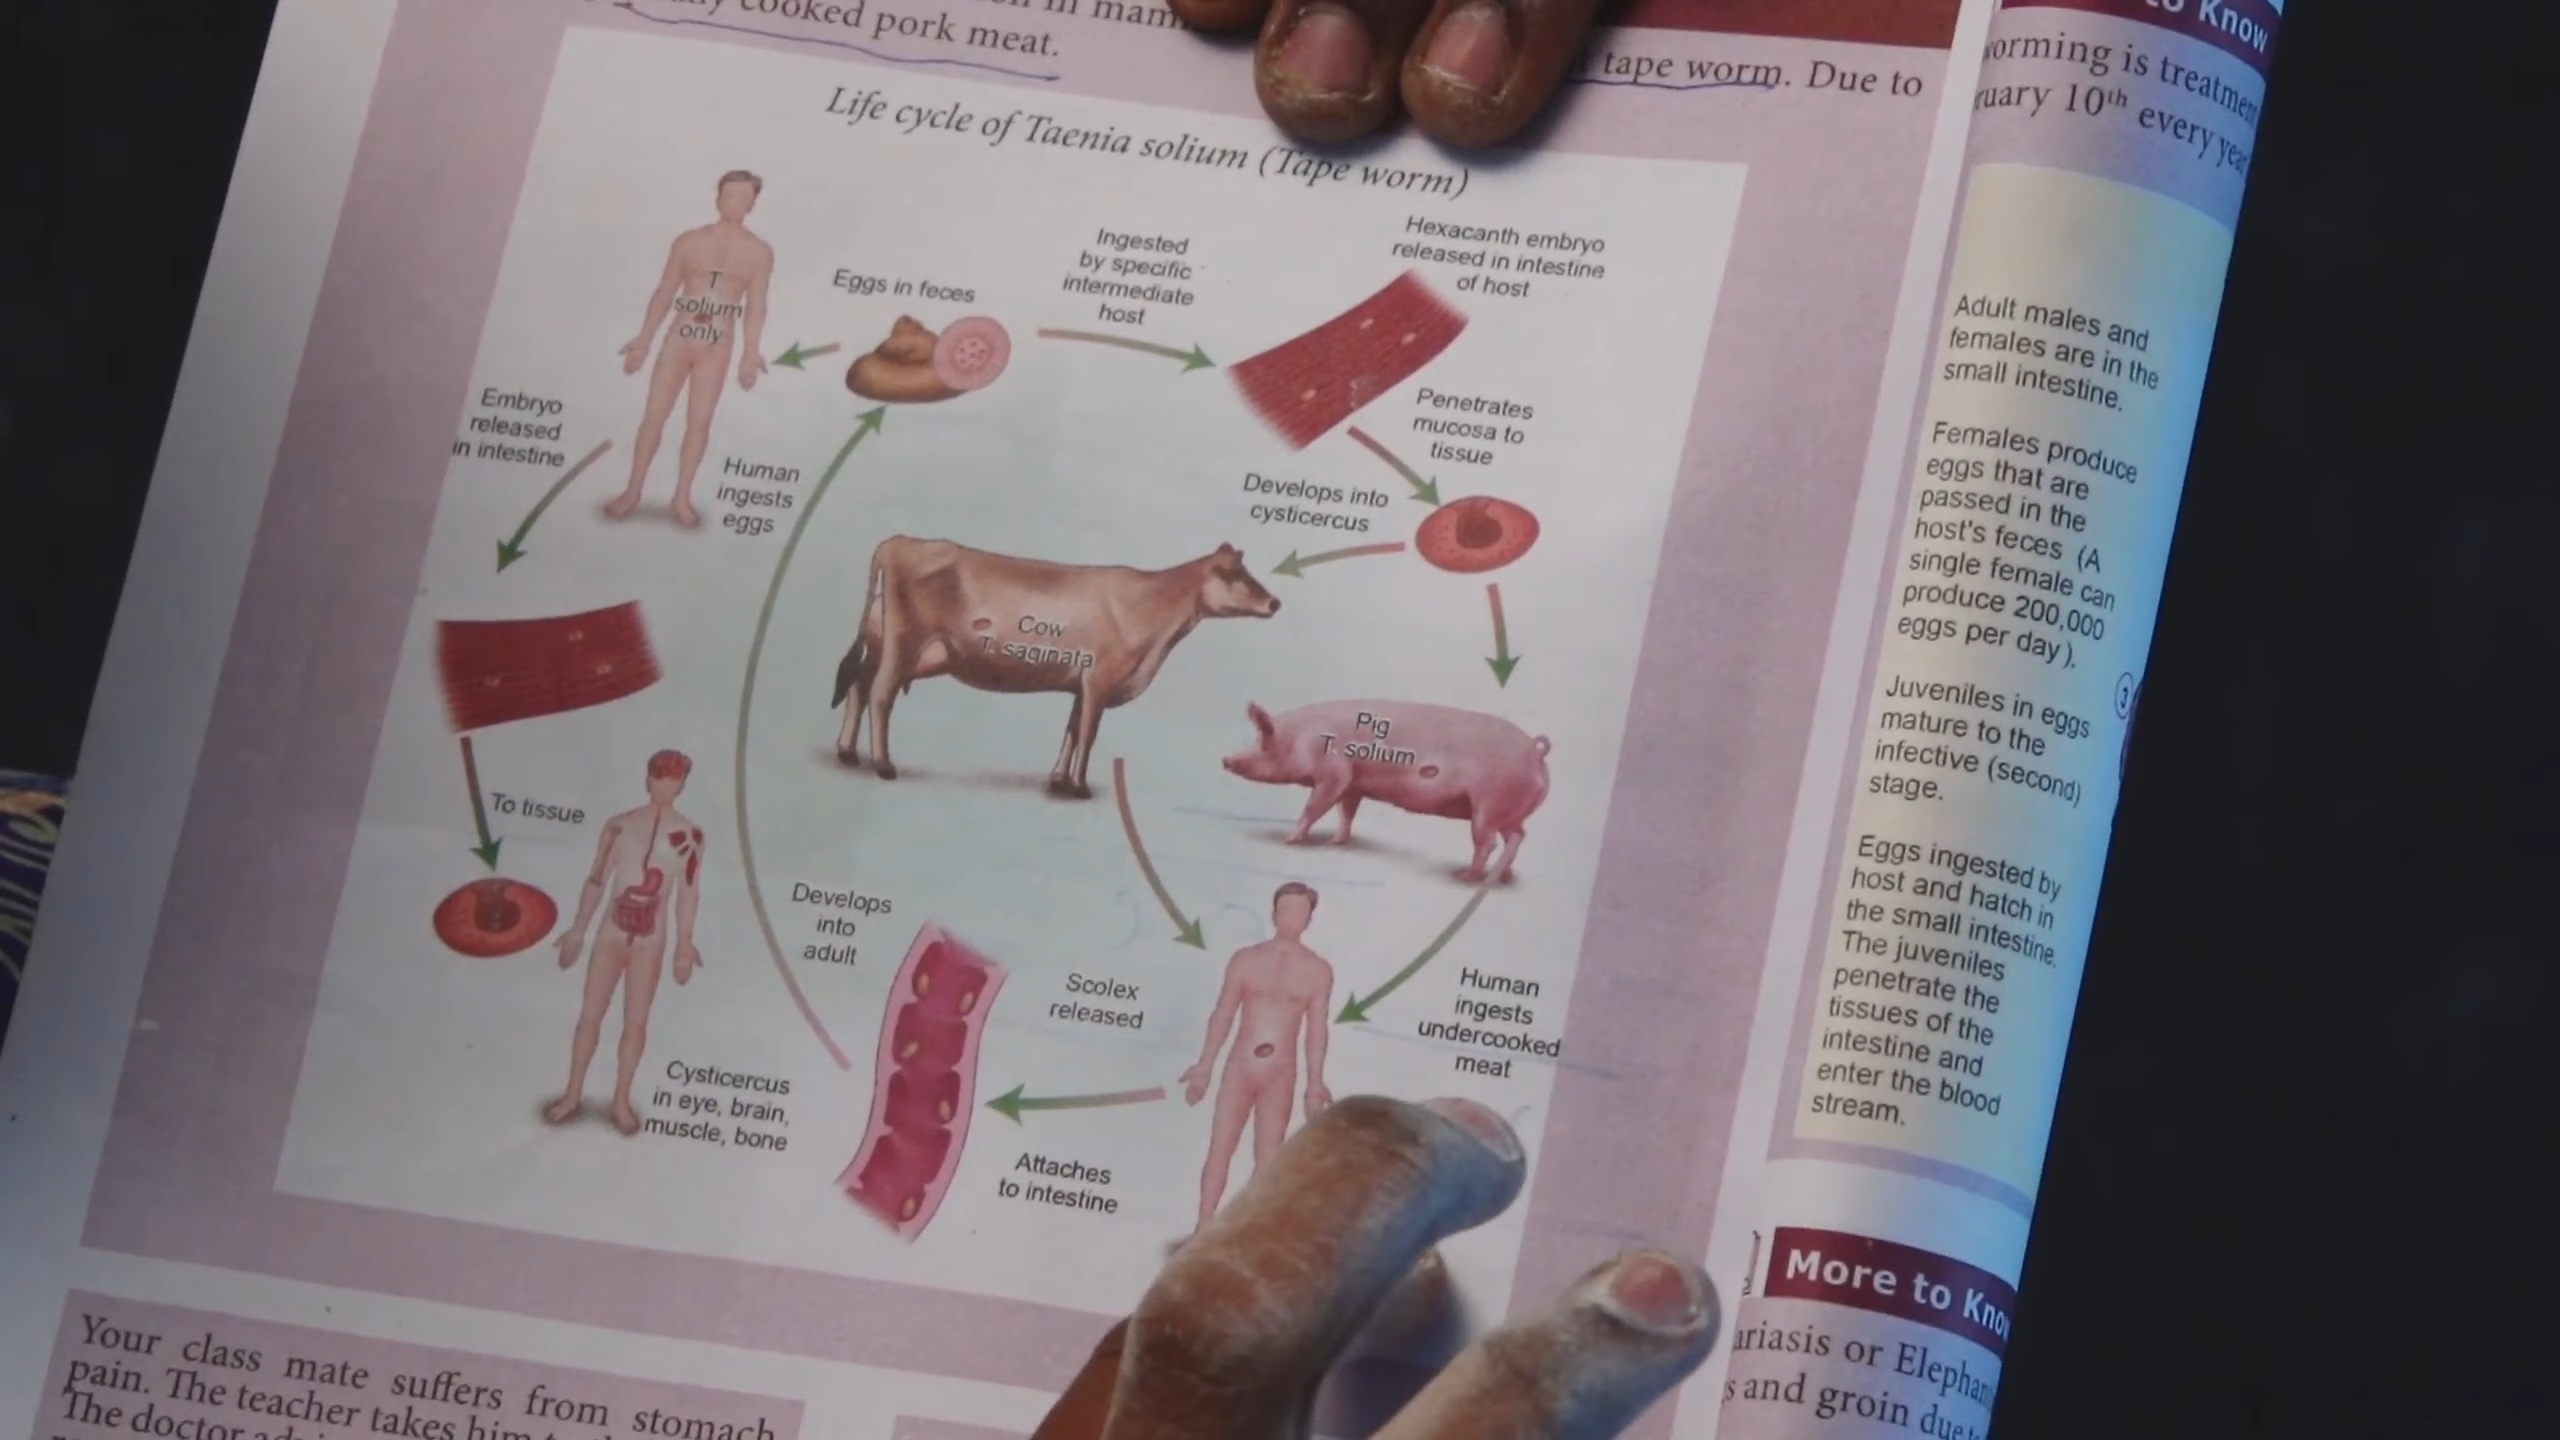 cooked pork meat.
tape worm. Due to
Life cycle of Taenia solium (Tape worm)
T
solium
only
Eggs in feces
Ingested
by specific
intermediate
host
Hexacanth embryo
released in intestine
of host
Penetrates
mucosa to
tissue
Develops into
cysticercus
Embryo
released
in intestine
Human
ingests
eggs
Cow
T. saginata
Pig
T. solium
To tissue
Develops
into
adult
Scolex
released
Human
ingests
undercooked
meat
Cysticercus
in eye, brain,
muscle, bone
Attaches
to intestine
Your class mate suffers from stomach
pain. The teacher takes him
The doctor
to Know
is treatment
10th every year
Adult males and
females are in the
small intestine.
Females produce
eggs that are
passed in the
host's feces (A
single female can
produce 200,000
eggs per day).
3
Juveniles in eggs
mature to the
infective (second)
stage.
Eggs ingested by
host and hatch in
the small intestine.
The juveniles
penetrate the
tissues of the
intestine and
enter the blood
stream.
More to Know
or
and groin due